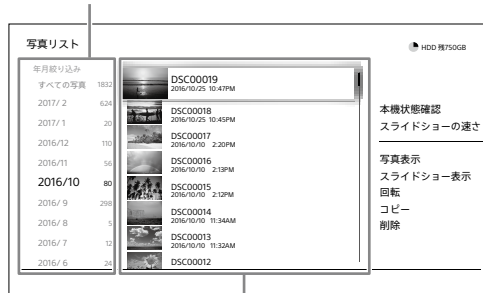 写真リスト
HDD 残750GB
年月絞り込み
すべての写真 1832
2017/ 2 624
2017/ 1 20
2016/12 110
2016/11 56
2016/10 80
2016/ 9 298
2016/ 8 5
2016/ 7 12
2016/ 6 24
DSC00019
2016/10/25 10:47PM
DSC00018
2016/10/25 10:45PM
DSC00017
2016/10/10 2:20PM
DSC00016
2016/10/10 2:13PM
DSC00015
2016/10/10 2:12PM
DSC00014
2016/10/10 11:34AM
DSC00013
2016/10/10 11:32AM
DSC00012
本機状態確認
スライドショーの速さ
写真表示
スライドショー表示
回転
コピー
削除